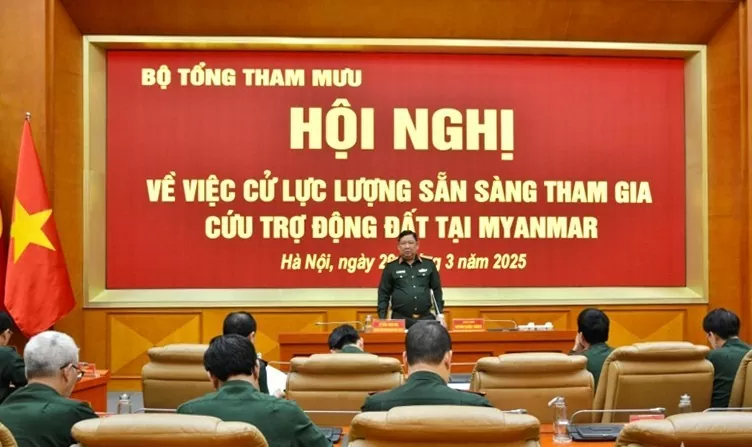 BỘ TỔNG THAM MƯU
HỘI NGHỊ
VỀ VIỆC CỬ LỰC LƯỢNG SẴN SÀNG THAM GIA
CỨU TRỢ ĐỘNG ĐẤT TẠI MYANMAR
Hà Nội, ngày 3 năm 2025